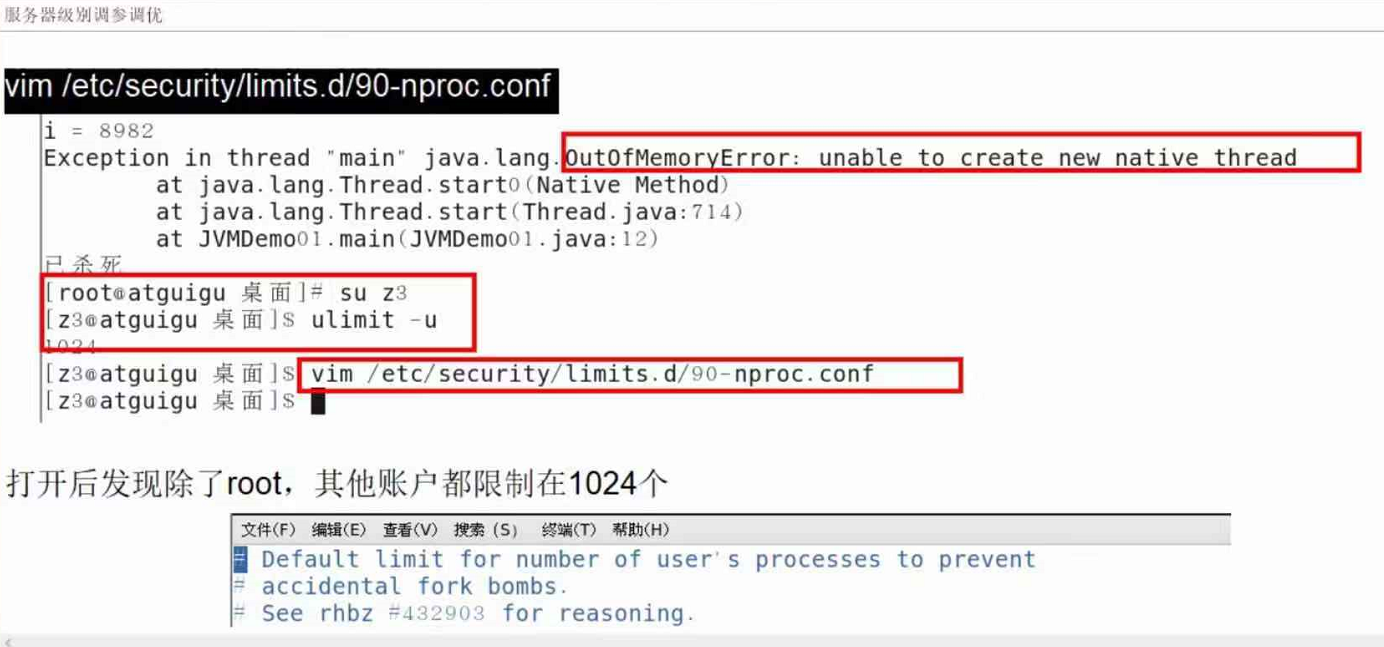 服务器级别调参调优
vim /etc/security/limits.d/90-nproc.conf
i = 8982
Exception in thread "main" java.lang.OutOfMemoryError: unable to create new native thread
at java.lang.Thread.start0(Native Method)
at java.lang.Thread.start(Thread.java:714)
at JVMDemo01.main(JVMDemo01.java:12)
已杀死
[root@atguigu 桌面]# su z3
[z3@atguigu 桌面]$ ulimit -u
1024
[z3@atguigu 桌面]$ vim /etc/security/limits.d/90-nproc.conf
[z3@atguigu 桌面]$
打开后发现除了root，其他账户都限制在1024个
文件(F) 编辑(E) 查看(V) 搜索 (S) 终端(T) 帮助(H)
# Default limit for number of user's processes to prevent
# accidental fork bombs.
# See rhbz #432903 for reasoning.